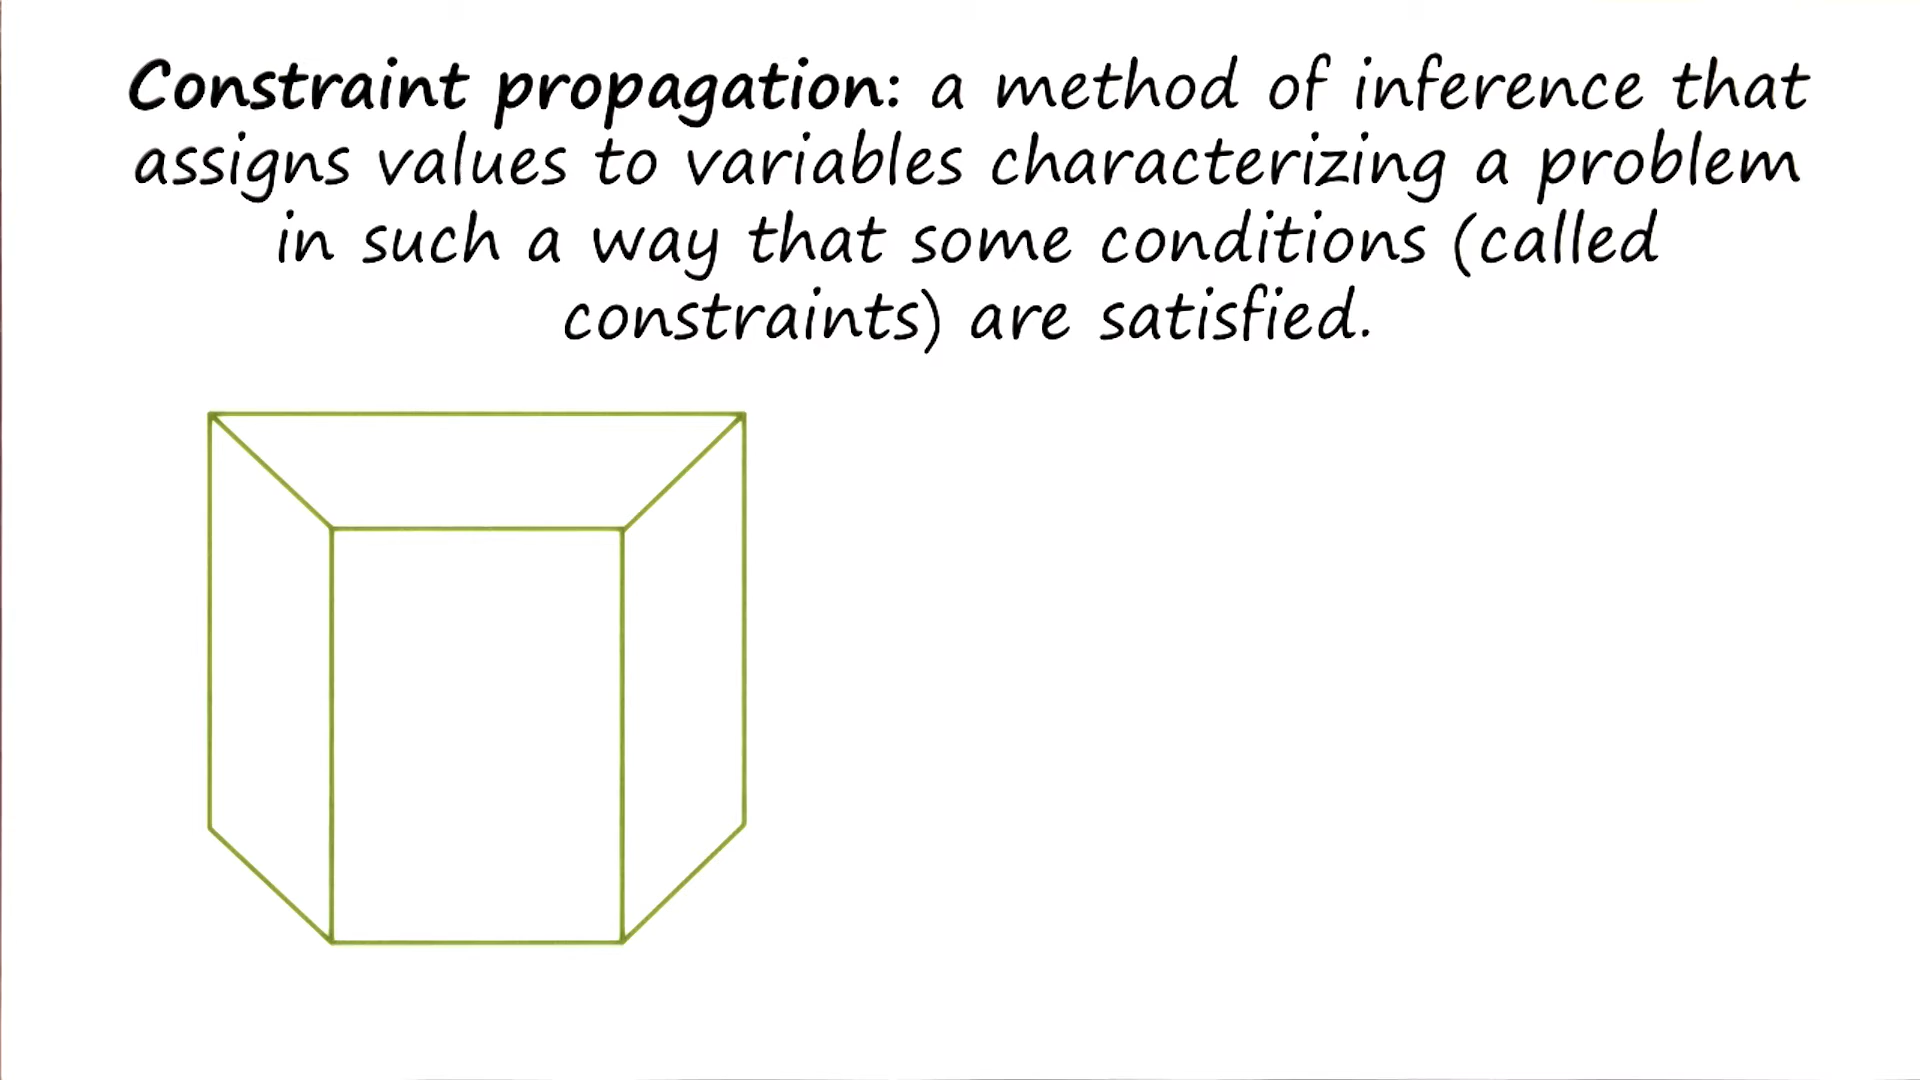 Constraint propagation: a method of inference that
assigns values to variables characterizing a problem
in such a way that some conditions (called
constraints) are satisfied.